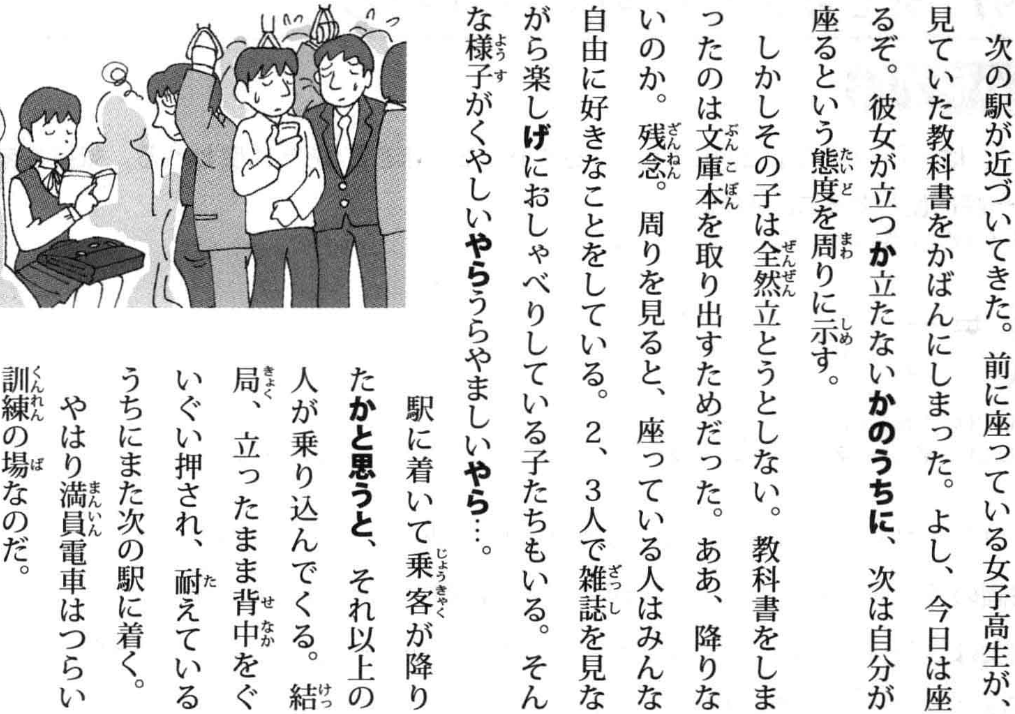 次の駅が近づいてきた。前に座っている女子高生が、
見ていた教科書をかばんにしまった。よし、今日は座
るぞ。彼女が立つか立たないかのうちに、次は自分が
座るという態度を周りに示す。
しかしその子は全然立とうとしない。教科書をしま
ったのは文庫本を取り出すためだった。ああ、降りな
いのか。残念。周りを見ると、座っている人はみんな
自由に好きなことをしている。2、3人で雑誌を見な
がら楽しげにおしゃべりしている子たちもいる。そん
な様子がくやしいやらうらやましいやら…。
駅に着いて乗客が降り
たかと思うと、それ以上の
人が乗り込んでくる。結
局、立ったまま背中をぐ
いぐい押され、耐えている
うちにまた次の駅に着く。
やはり満員電車はつらい
訓練の場なのだ。